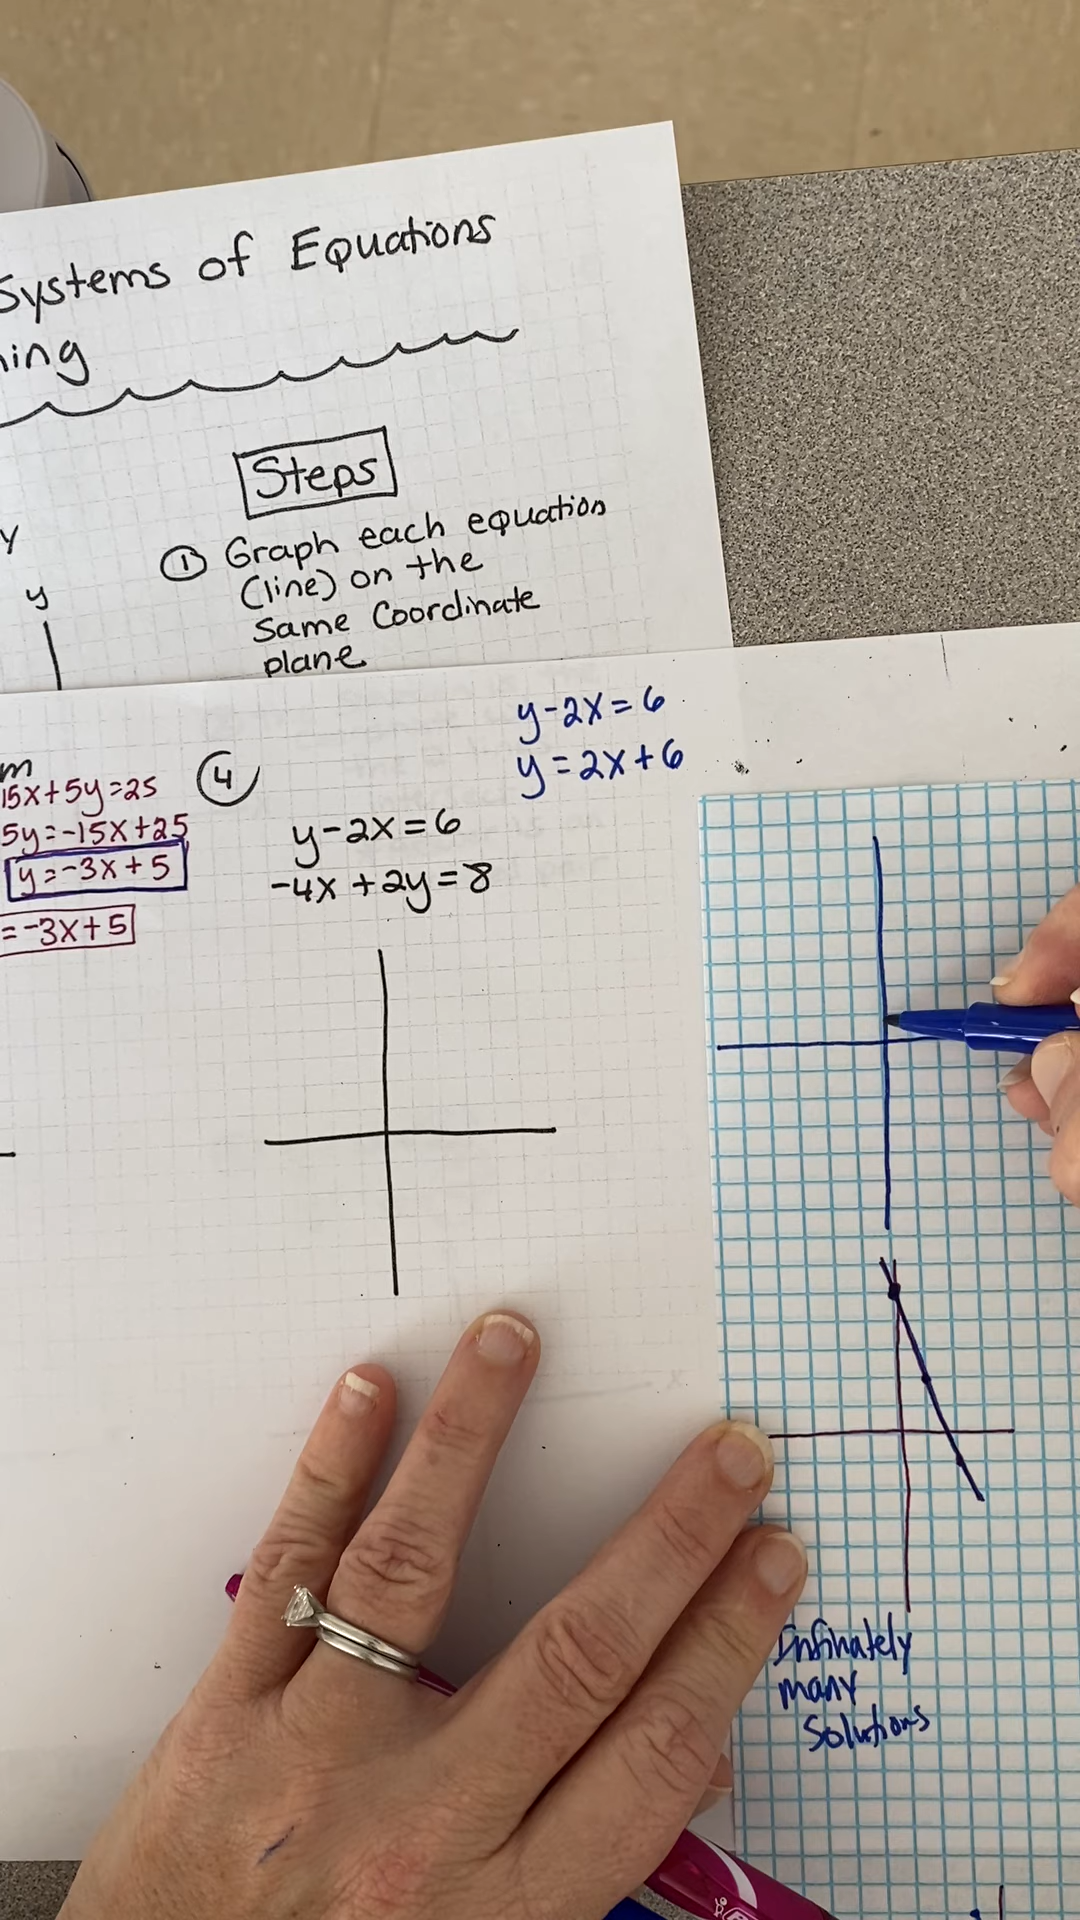 Systems of Equations
ning
Steps
① Graph each equation
(line) on the
Same Coordinate
plane
y
y
y-2x=6
y=2x+6
④
y-2x=6
-4x+2y=8
m
15x+5y=25
5y=-15x+25
y=-3x+5
=-3x+5
Infinately
many
Solutions